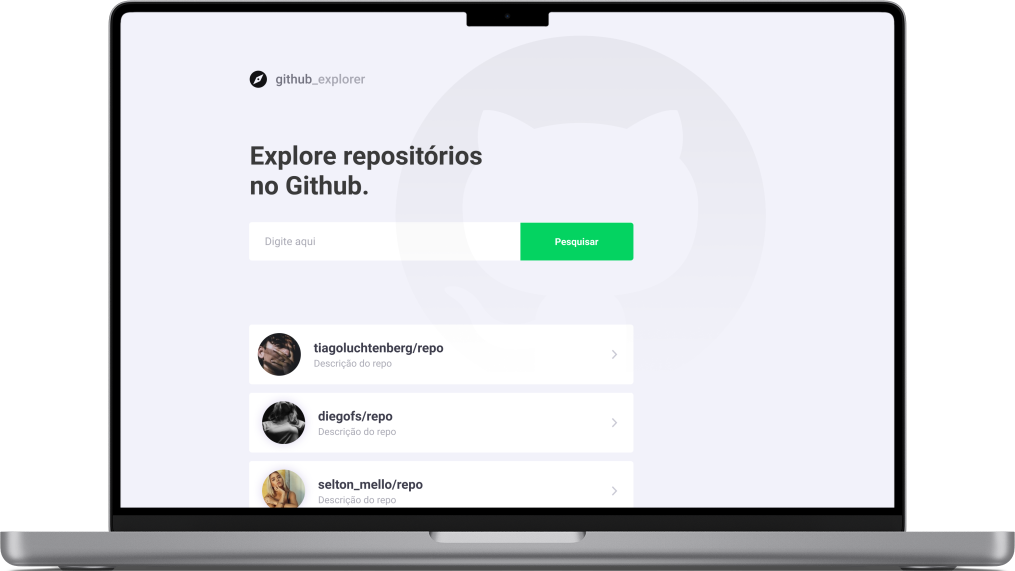 github_explorer
Explore repositórios
no Github.
Digite aqui
Pesquisar
tiagoluchtenberg/repo
Descrição do repo
diegofs/repo
Descrição do repo
selton_mello/repo
Descrição do repo